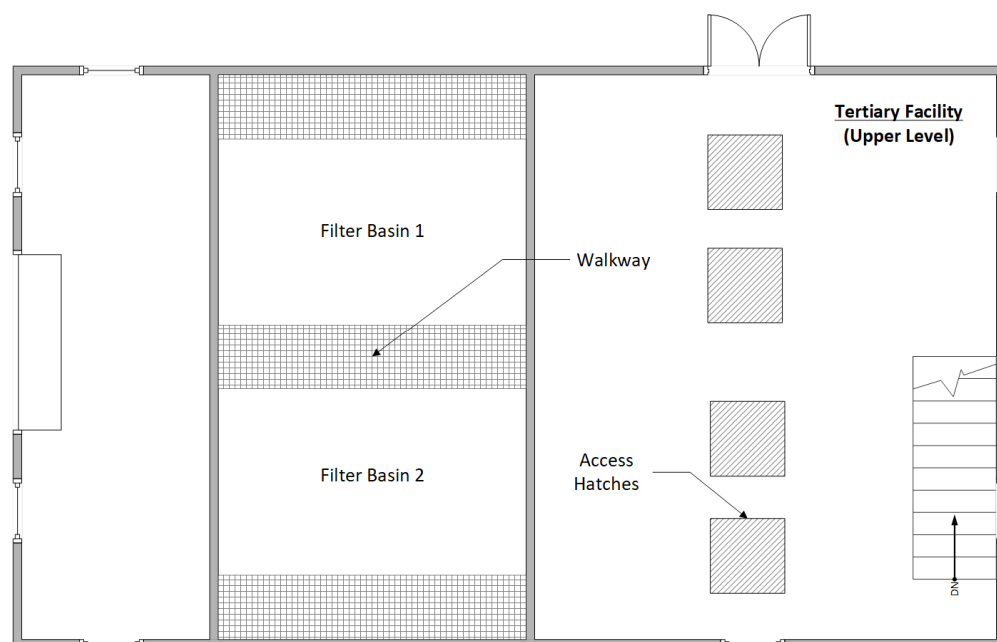 Tertiary Facility
(Upper Level)
Filter Basin 1
Walkway
Filter Basin 2
Access
Hatches
DN